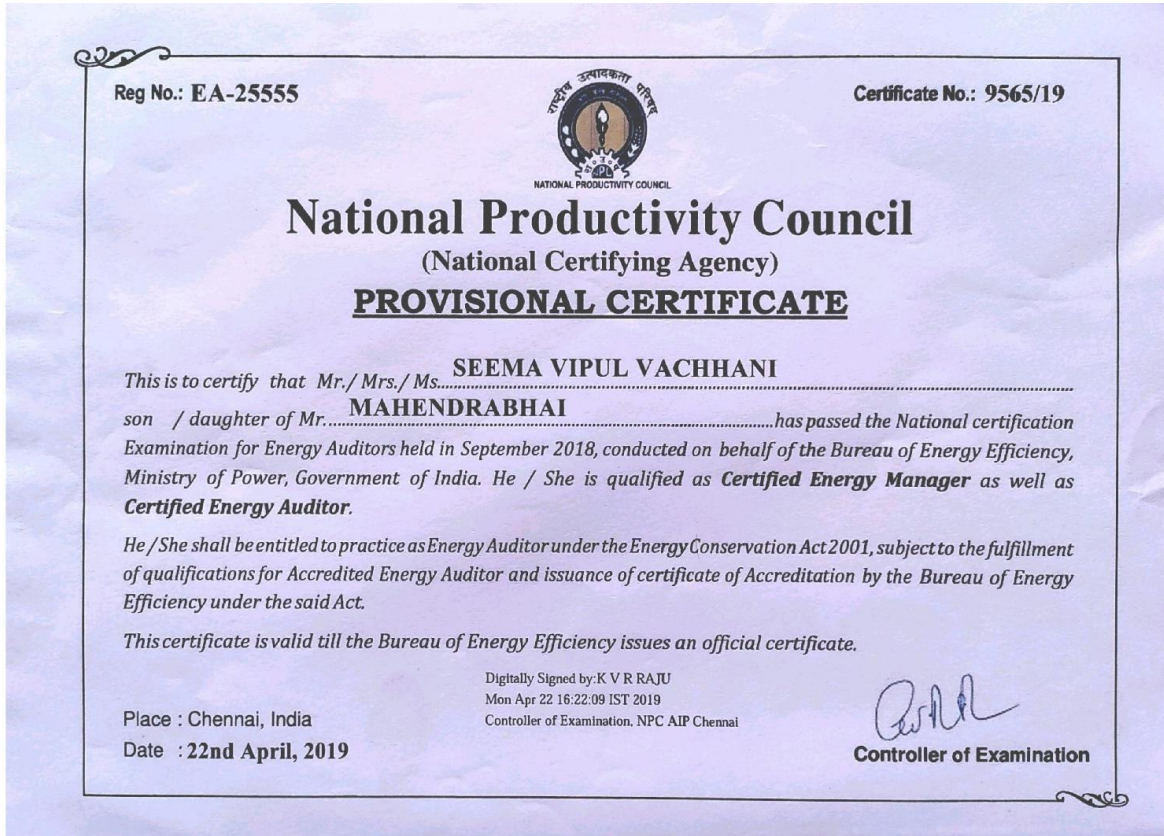 Reg No.: EA-25555
राष्ट्रीय उत्पादकता परिषद
Certificate No.: 9565/19
NATIONAL PRODUCTIVITY COUNCIL
National Productivity Council
(National Certifying Agency)
PROVISIONAL CERTIFICATE
This is to certify that Mr./ Mrs./ Ms. SEEMA VIPUL VACHHANI
son / daughter of Mr. MAHENDRABHAI has passed the National certification
Examination for Energy Auditors held in September 2018, conducted on behalf of the Bureau of Energy Efficiency,
Ministry of Power, Government of India. He / She is qualified as Certified Energy Manager as well as
Certified Energy Auditor.
He / She shall be entitled to practice as Energy Auditor under the Energy Conservation Act 2001, subject to the fulfillment
of qualifications for Accredited Energy Auditor and issuance of certificate of Accreditation by the Bureau of Energy
Efficiency under the said Act.
This certificate is valid till the Bureau of Energy Efficiency issues an official certificate.
Digitally Signed by:K V R RAJU
Mon Apr 22 16:22:09 IST 2019
Controller of Examination, NPC AIP Chennai
Place : Chennai, India
Date : 22nd April, 2019
Controller of Examination